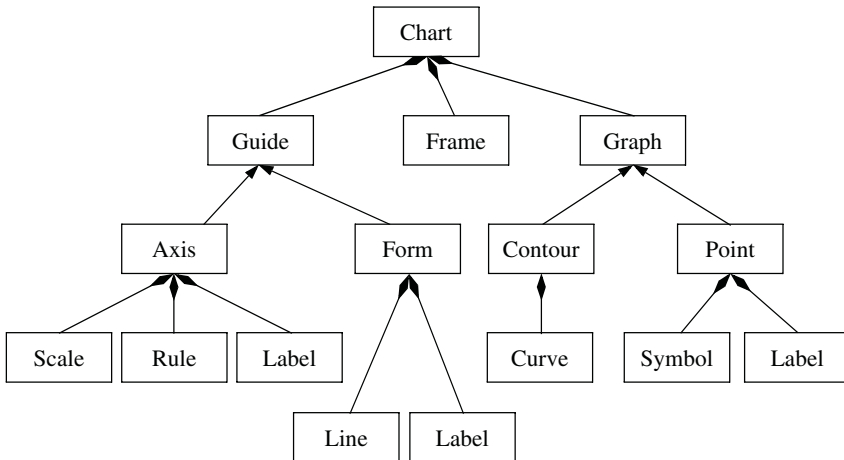 Chart
Guide
Frame
Graph
Axis
Form
Contour
Point
Scale
Rule
Label
Curve
Symbol
Label
Line
Label